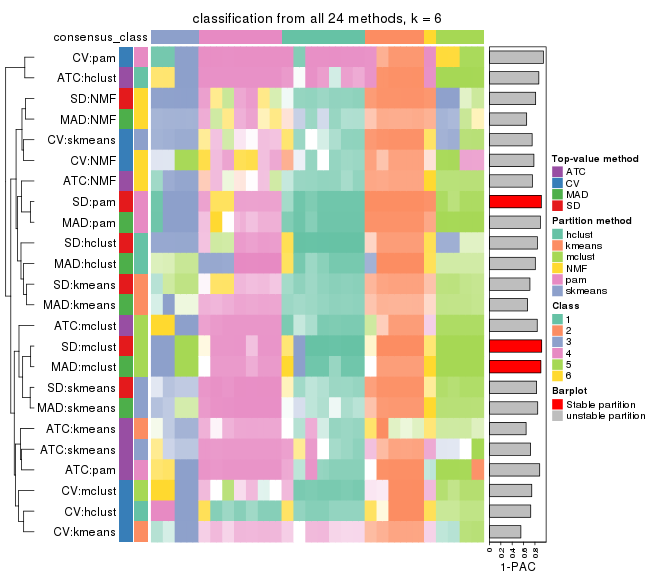 classification from all 24 methods, k = 6
consensus_class
CV:pam
ATC:hclust
SD:NMF
MAD:NMF
CV:skmeans
CV:NMF
ATC:NMF
SD:pam
MAD:pam
SD:hclust
MAD:hclust
SD:kmeans
MAD:kmeans
ATC:mclust
SD:mclust
MAD:mclust
SD:skmeans
MAD:skmeans
ATC:kmeans
ATC:skmeans
ATC:pam
CV:mclust
CV:hclust
CV:kmeans
0 0.2 0.4 0.6 0.8
1-PAC
Top-value method
ATC
CV
MAD
SD
Partition method
hclust
kmeans
mclust
NMF
pam
skmeans
Class
1
2
3
4
5
6
Barplot
Stable partition
unstable partition